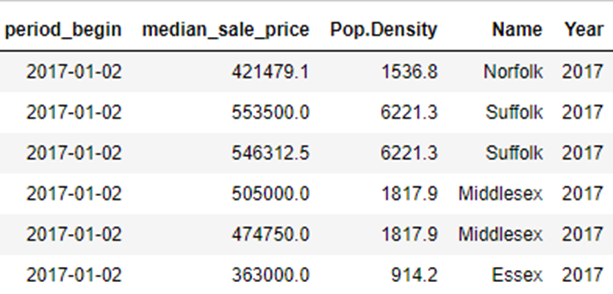 period_begin median_sale_price Pop.Density Name Year
2017-01-02 421479.1 1536.8 Norfolk 2017
2017-01-02 553500.0 6221.3 Suffolk 2017
2017-01-02 546312.5 6221.3 Suffolk 2017
2017-01-02 505000.0 1817.9 Middlesex 2017
2017-01-02 474750.0 1817.9 Middlesex 2017
2017-01-02 363000.0 914.2 Essex 2017